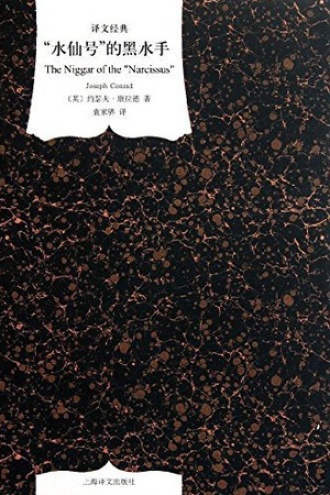 译文经典
“水仙号”的黑水手
The Niggar of the "Narcissus"
Joseph Conrad
〔英〕约瑟夫·康拉德 著
袁家骅 译
上海译文出版社